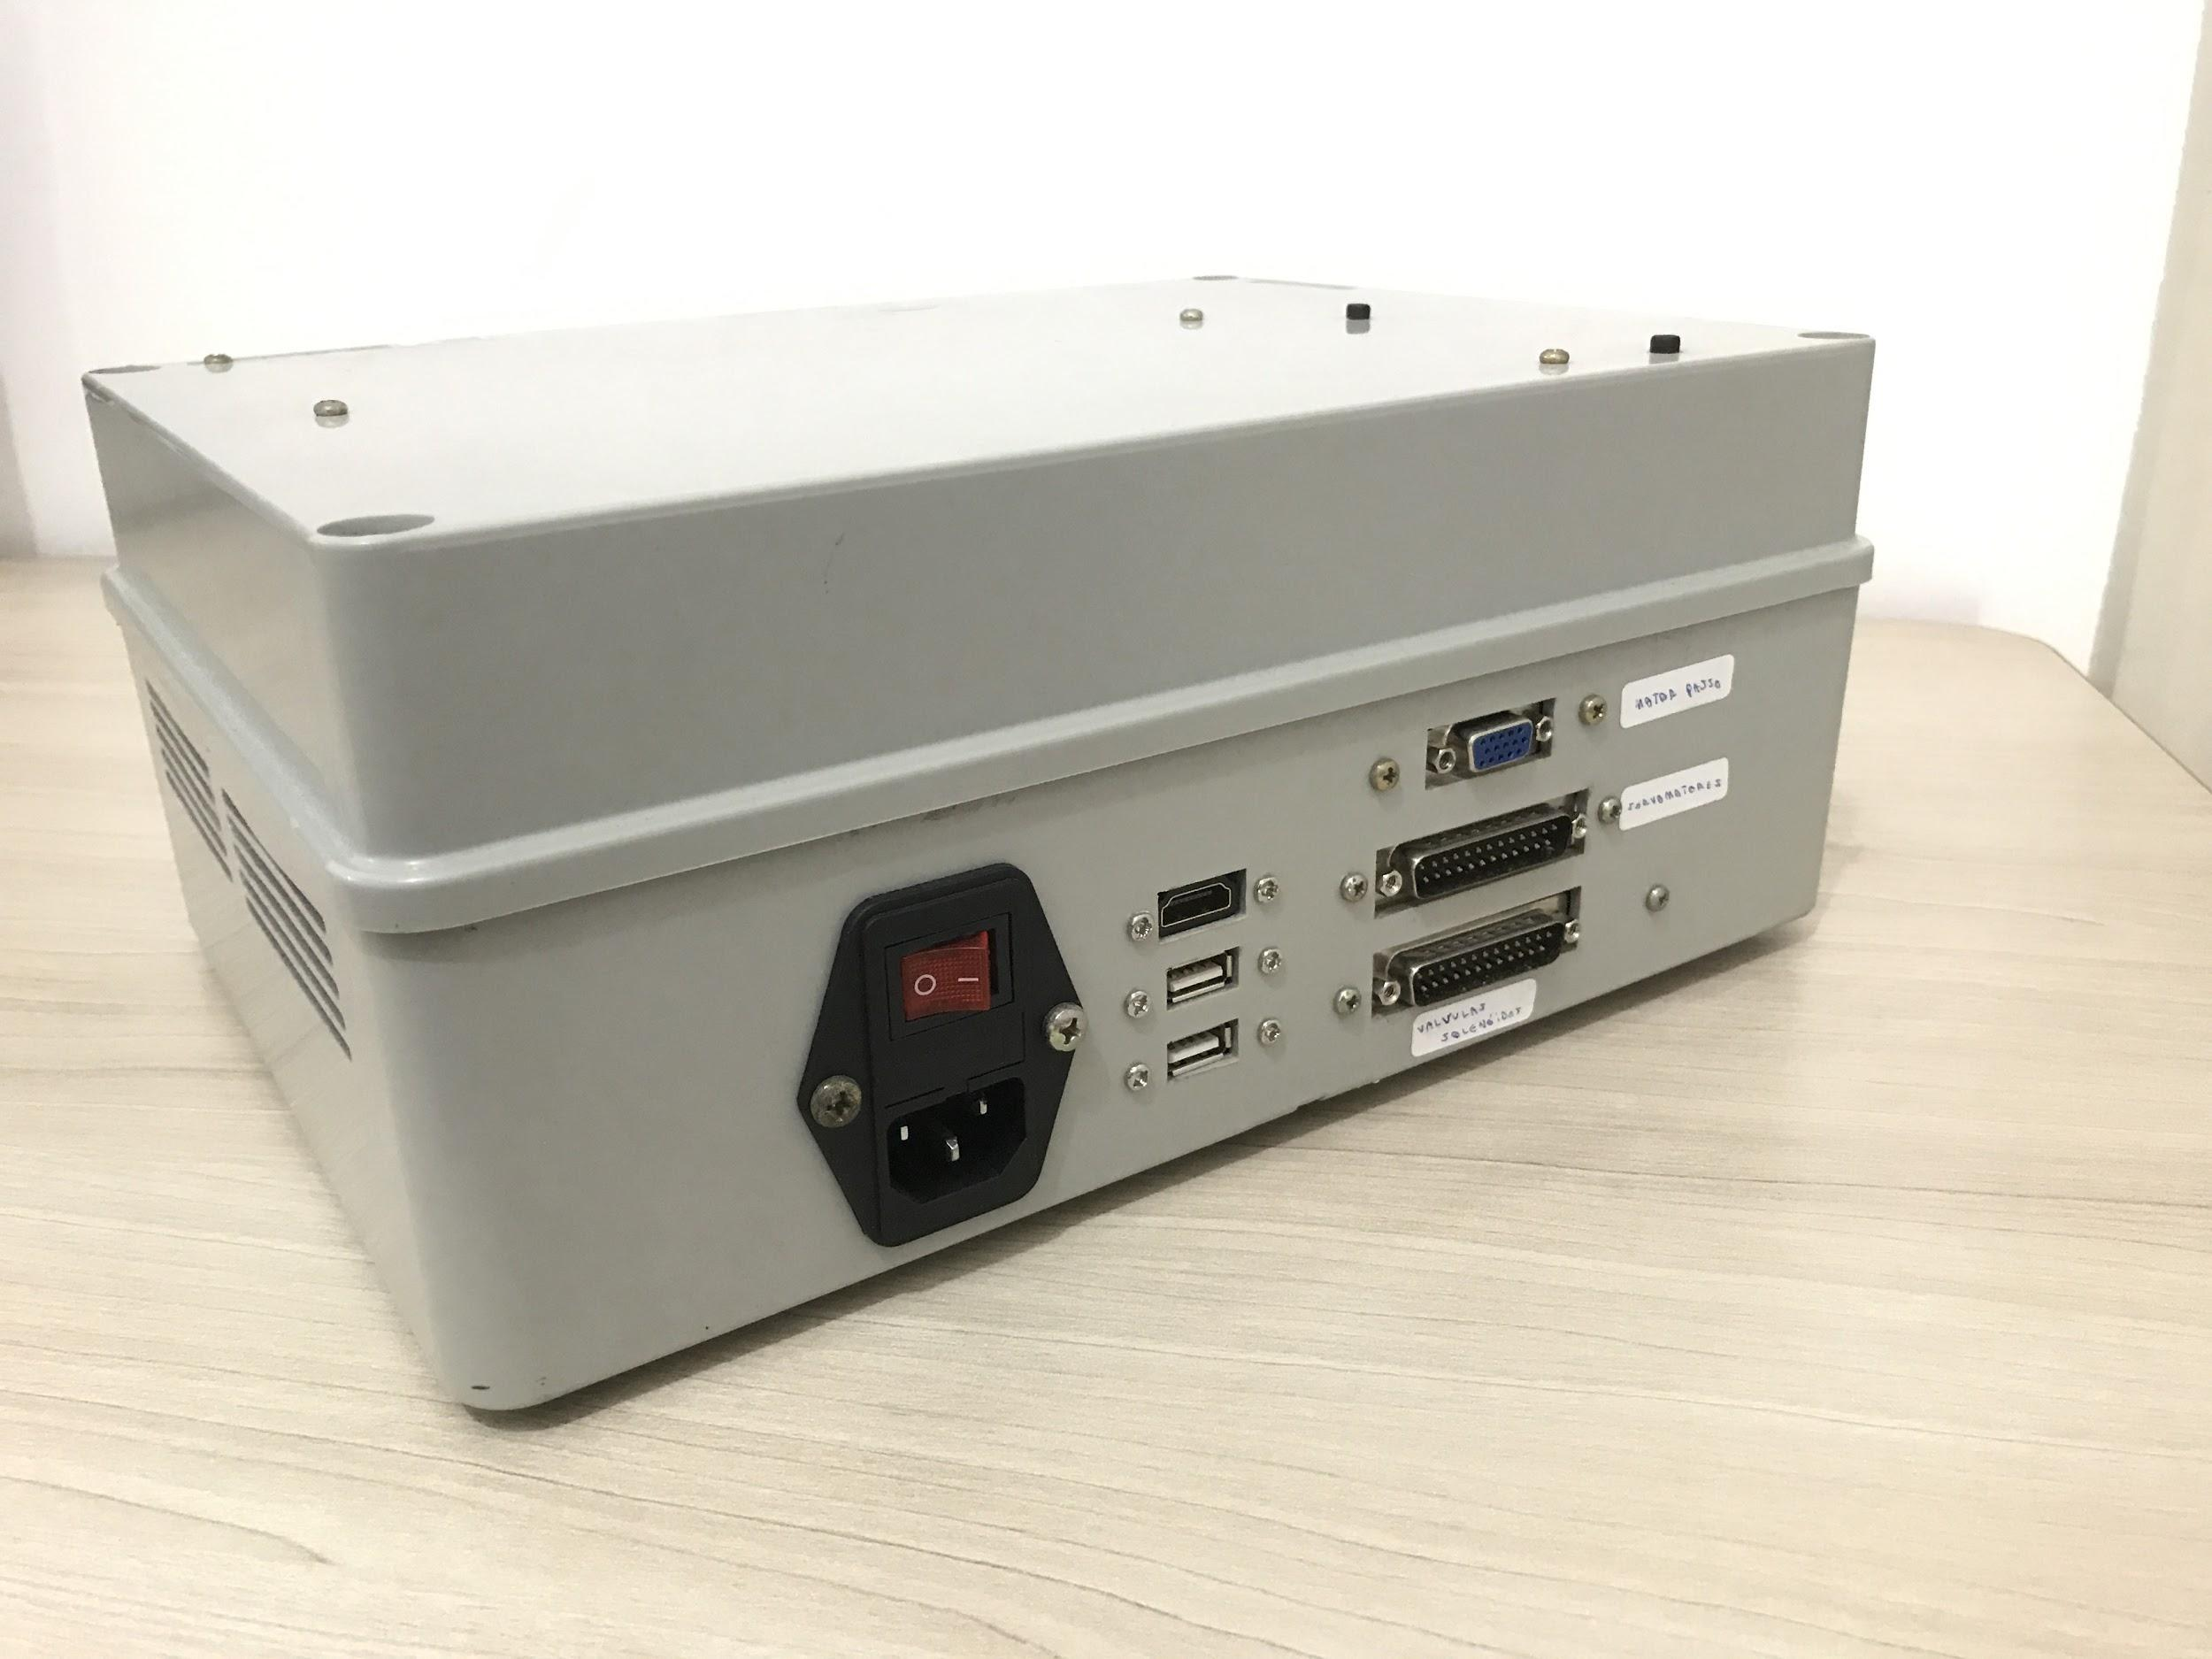 O —
MOTOR PASSO
SERVOMOTORES
VALVULAS
SOLENÓIDES